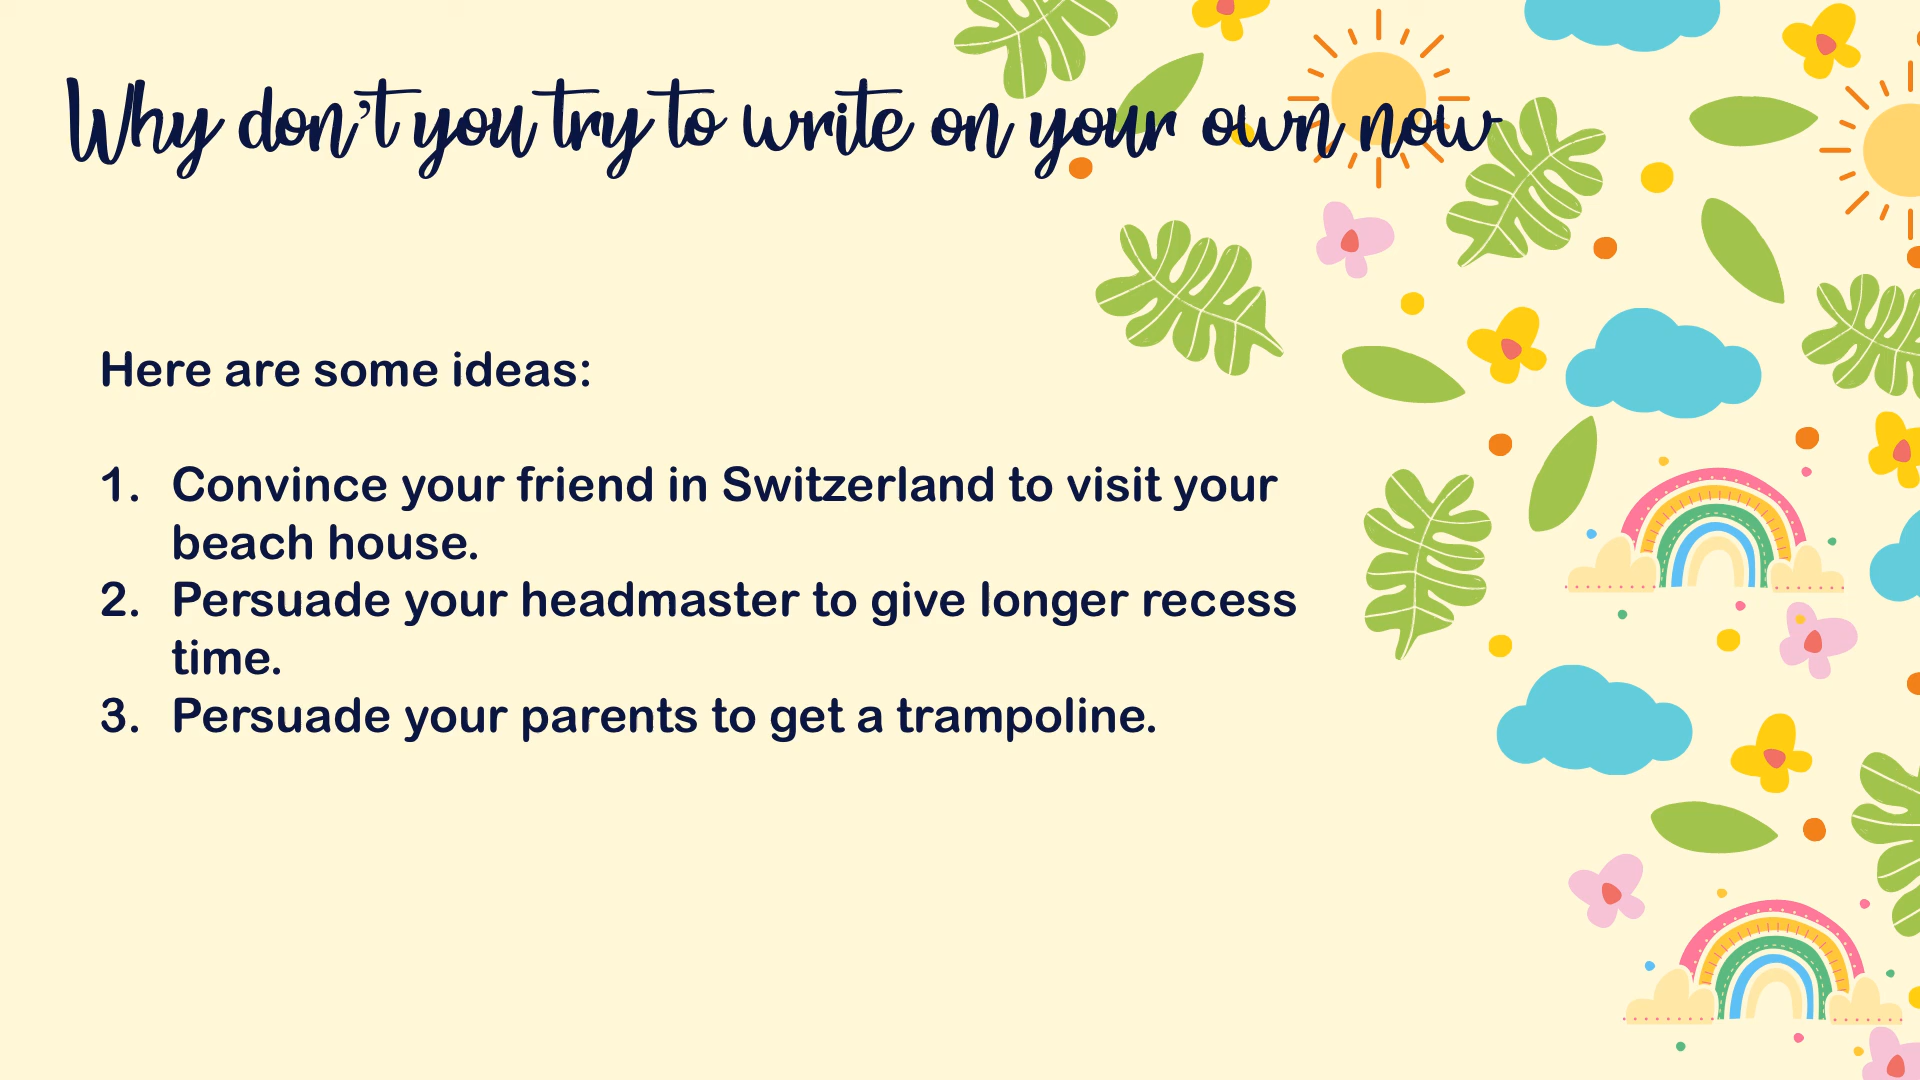 Why don't you try to write on your own now
Here are some ideas:
1. Convince your friend in Switzerland to visit your
beach house.
2. Persuade your headmaster to give longer recess
time.
3. Persuade your parents to get a trampoline.